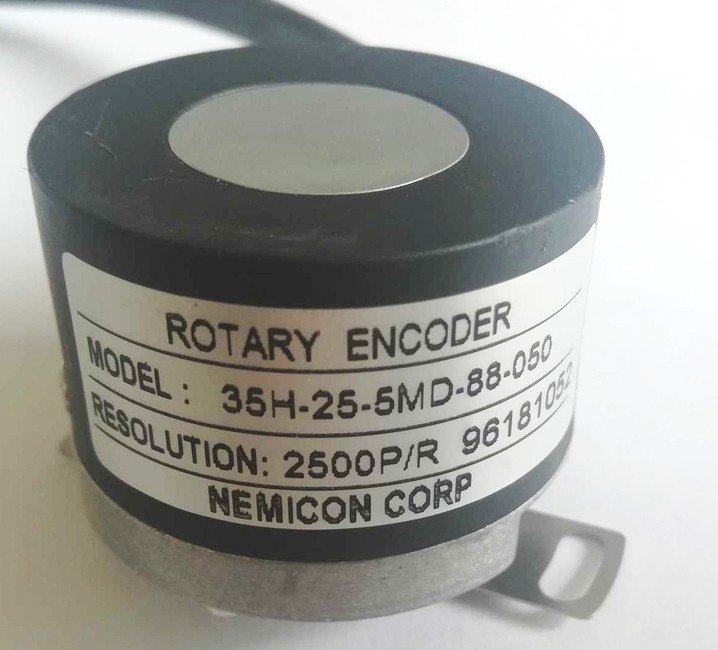 ROTARY ENCODER
MODEL: 35H-25-5MD-88-050
RESOLUTION: 2500P/R 96181052
NEMICON CORP